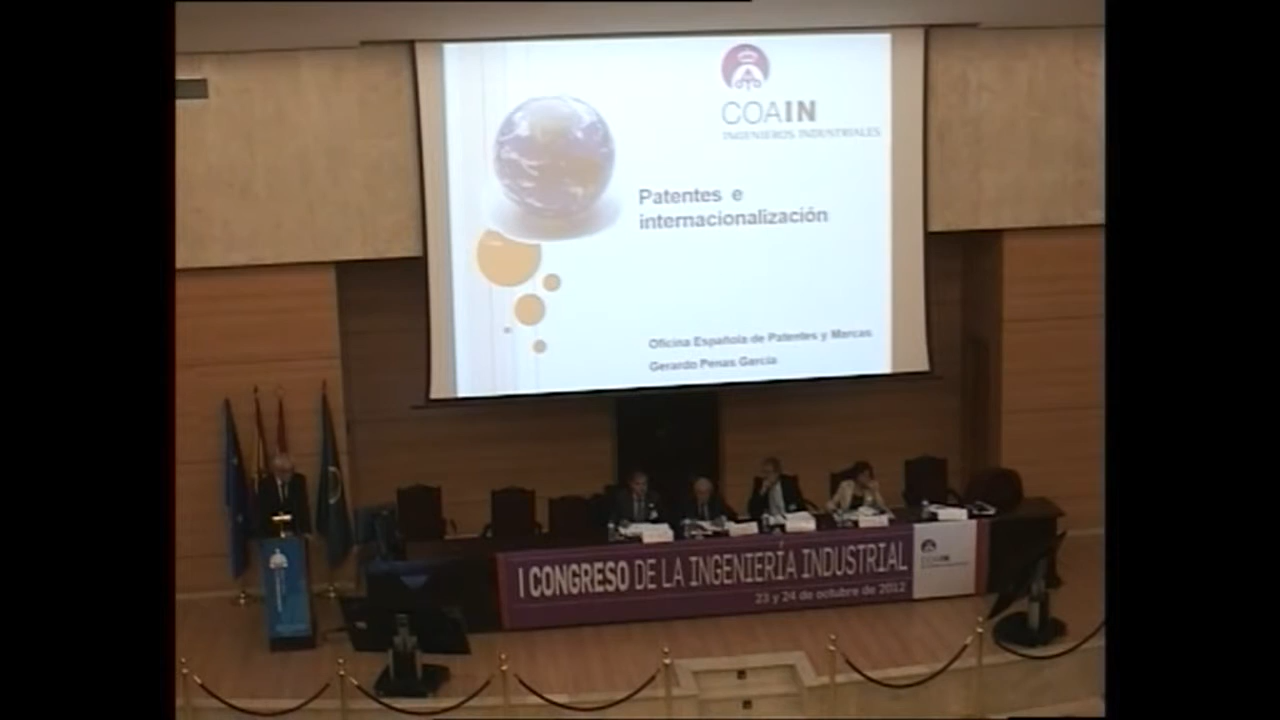 COAIN
INGENIEROS INDUSTRIALES
Patentes e
internacionalización
Oficina Española de Patentes y Marcas
Gerardo Penas García
I CONGRESO DE LA INGENIERÍA INDUSTRIAL
23 y 24 de octubre de 2012
COAIN